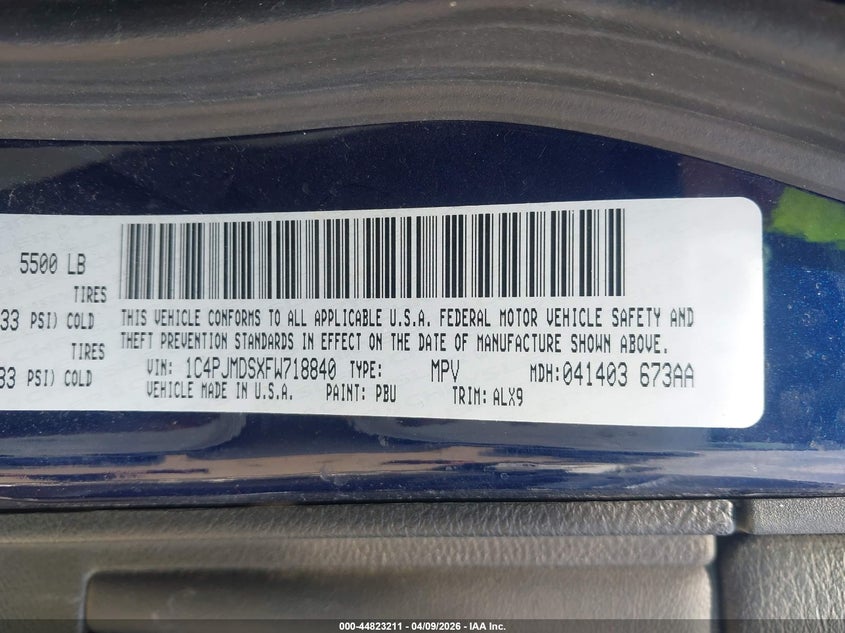 5500 LB
TIRES
33 PSI) COLD
THIS VEHICLE CONFORMS TO ALL APPLICABLE U.S.A. FEDERAL MOTOR VEHICLE SAFETY AND
THEFT PREVENTION STANDARDS IN EFFECT ON THE DATE OF MANUFACTURE SHOWN ABOVE.
TIRES
33 PSI) COLD
VIN: 1C4PJMDSXFW718840 TYPE: MPV MDH:041403 673AA
VEHICLE MADE IN U.S.A. PAINT: PBU TRIM: ALX9
000-44823211 - 04/09/2026 - IAA Inc.